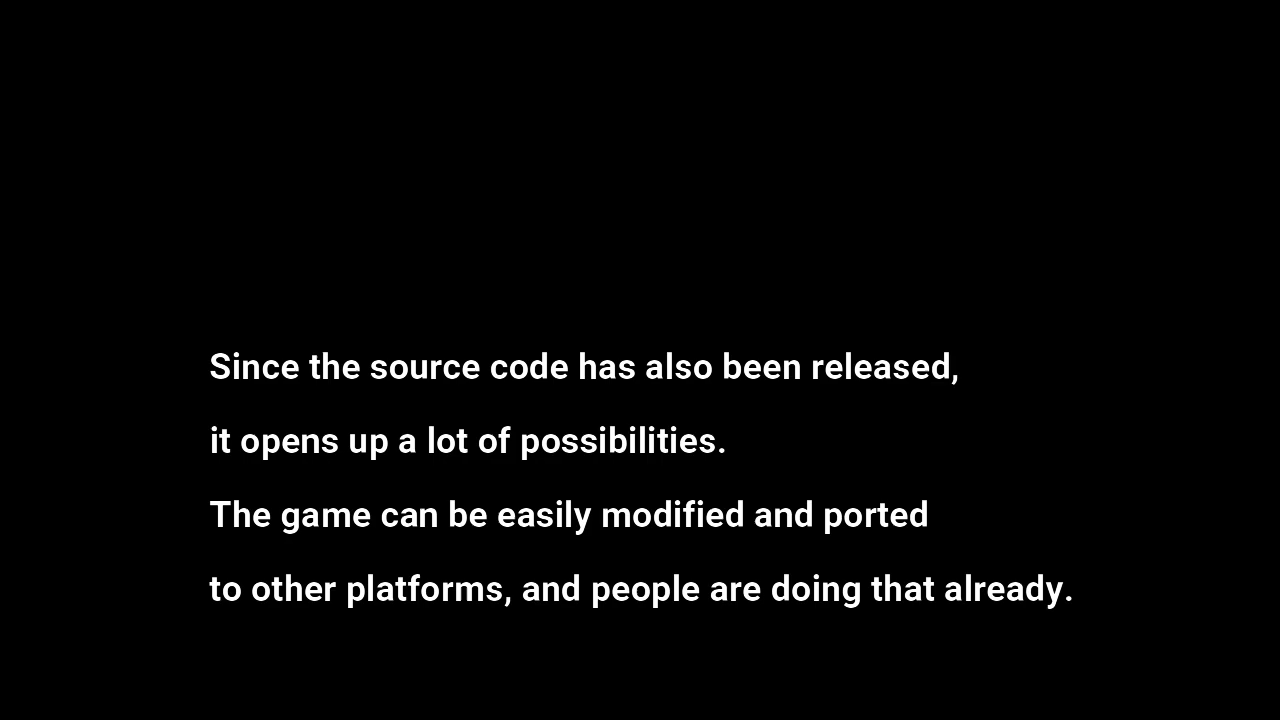 Since the source code has also been released,
it opens up a lot of possibilities.
The game can be easily modified and ported
to other platforms, and people are doing that already.